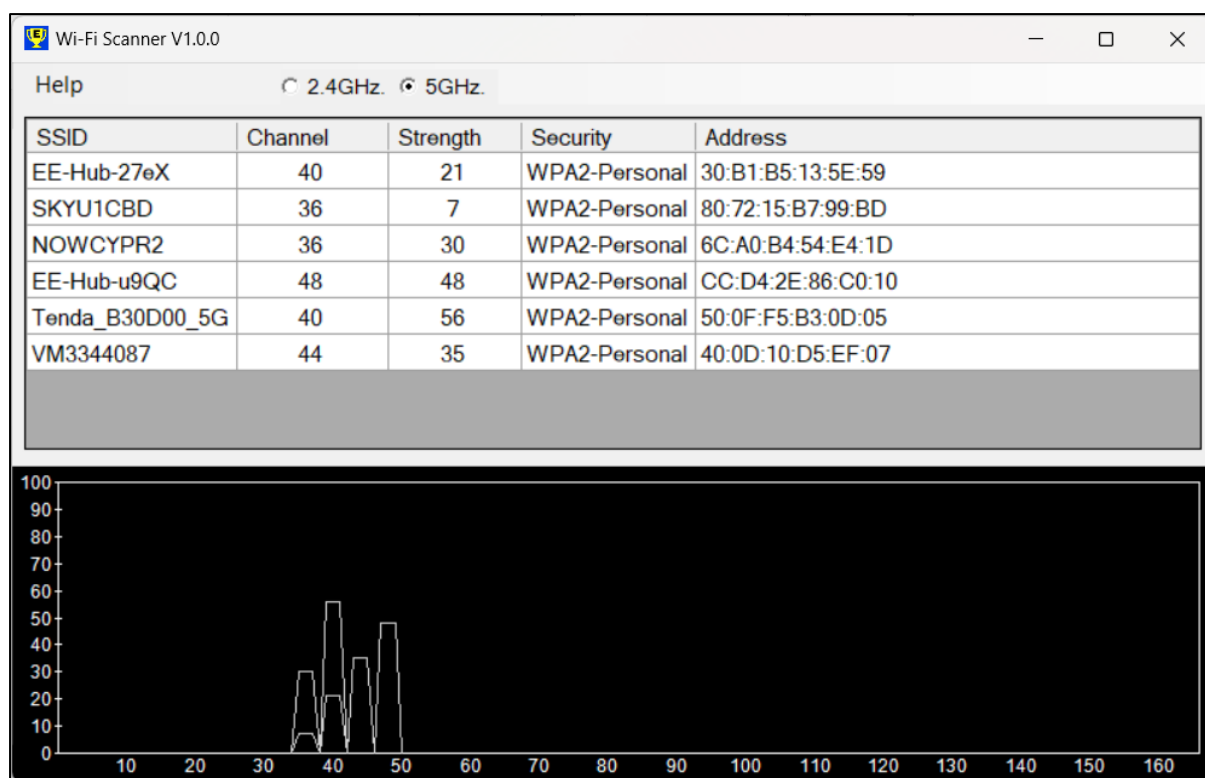 Wi-Fi Scanner V1.0.0
Help 2.4GHz. 5GHz.
SSID Channel Strength Security Address
EE-Hub-27eX 40 21 WPA2-Personal 30:B1:B5:13:5E:59
SKYU1CBD 36 7 WPA2-Personal 80:72:15:B7:99:BD
NOWCYPR2 36 30 WPA2-Personal 6C:A0:B4:54:E4:1D
EE-Hub-u9QC 48 48 WPA2-Personal CC:D4:2E:86:C0:10
Tenda_B30D00_5G 40 56 WPA2-Personal 50:0F:F5:B3:0D:05
VM3344087 44 35 WPA2-Personal 40:0D:10:D5:EF:07
100
90
80
70
60
50
40
30
20
10
0
10 20 30 40 50 60 70 80 90 100 110 120 130 140 150 160